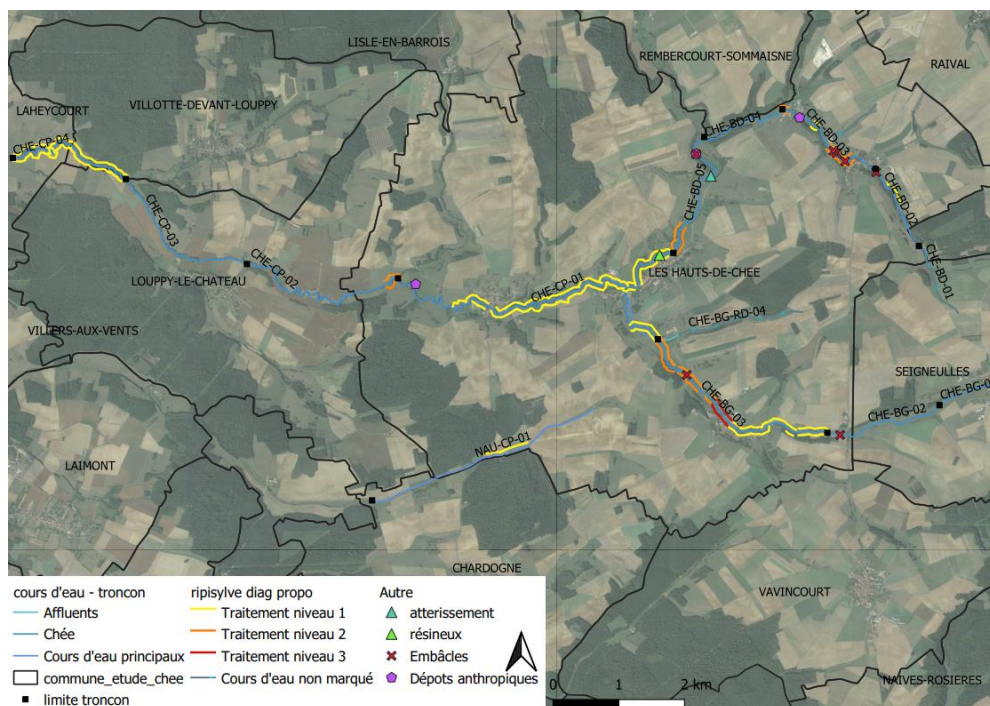 LISLE-EN-BARROIS
REMBERCOURT-SOMMAISNE
RAIVAL
LAHEYCOURT
VILLOTTE-DEVANT-LOUPPY
CHE-CP-04
CHE-BD-04
CHE-BD-03
CHE-BD-05
CHE-BD-02
CHE-CP-03
CHE-CP-02
LOUPPY-LE-CHATEAU
CHE-CP-01
LES HAUTS-DE-CHEE
CHE-BD-01
CHE-BG-RD-04
VILLERS-AUX-VENTS
SEIGNEULLES
CHE-BG-03
CHE-BG-02
NAU-CP-01
LAIMONT
CHARDOGNE
VAVINCOURT
NAIVES-ROSIERES
cours d'eau - troncon
Affluents
Chée
Cours d'eau principaux
commune_etude_chee
limite troncon
ripisylve diag propo
Traitement niveau 1
Traitement niveau 2
Traitement niveau 3
Cours d'eau non marqué
Autre
atterissement
résineux
Embâcles
Dépots anthropiques
0 1 2 km